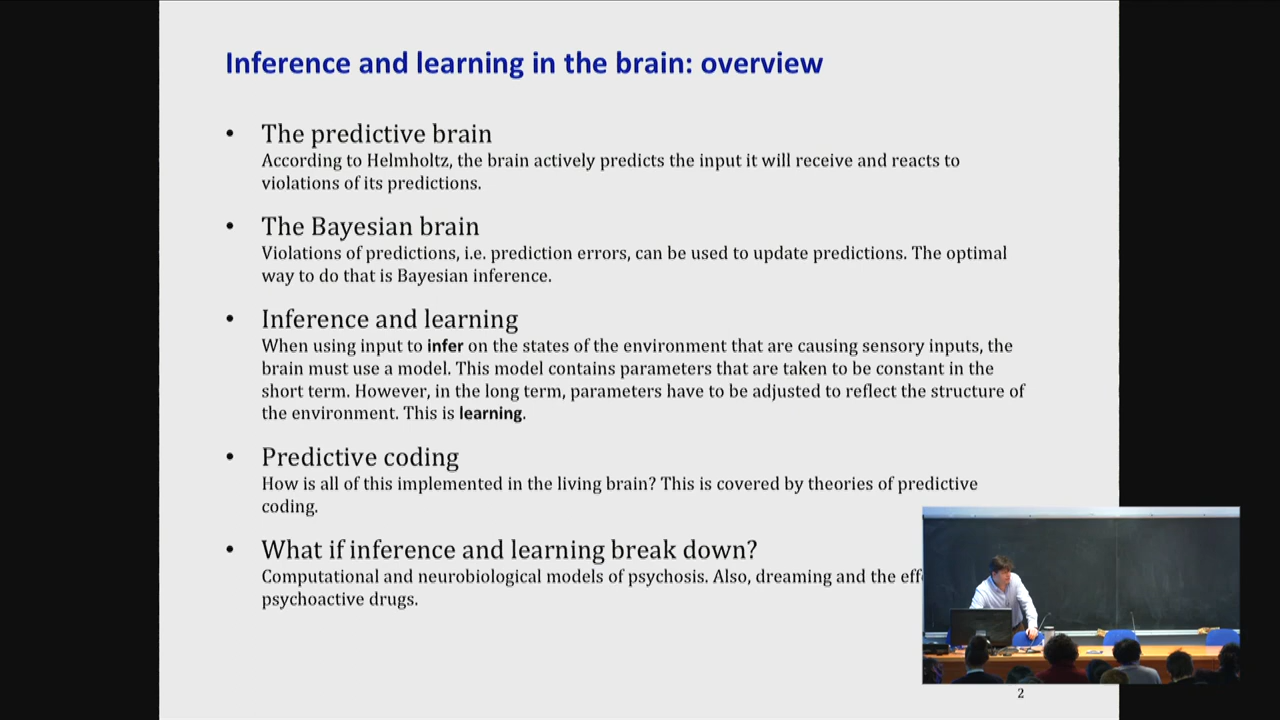 Inference and learning in the brain: overview
• The predictive brain
According to Helmholtz, the brain actively predicts the input it will receive and reacts to
violations of its predictions.
• The Bayesian brain
Violations of predictions, i.e. prediction errors, can be used to update predictions. The optimal
way to do that is Bayesian inference.
• Inference and learning
When using input to infer on the states of the environment that are causing sensory inputs, the
brain must use a model. This model contains parameters that are taken to be constant in the
short term. However, in the long term, parameters have to be adjusted to reflect the structure of
the environment. This is learning.
• Predictive coding
How is all of this implemented in the living brain? This is covered by theories of predictive
coding.
• What if inference and learning break down?
Computational and neurobiological models of psychosis. Also, dreaming and the
psychoactive drugs.
2